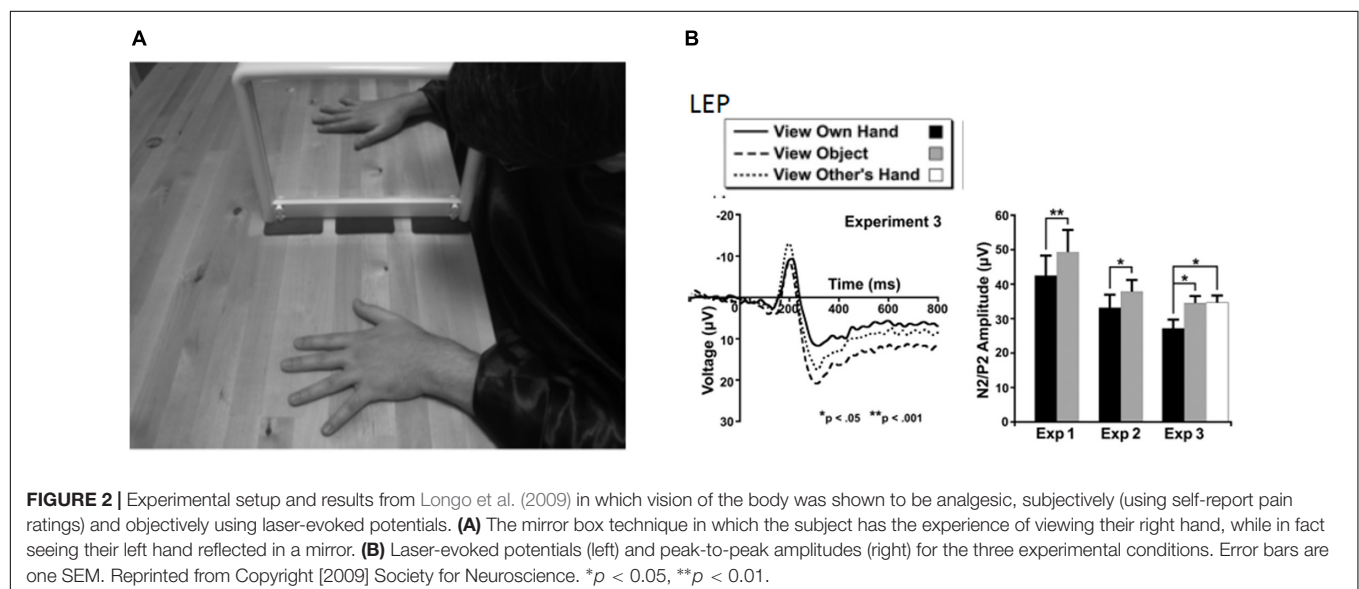 A
B
LEP
View Own Hand
View Object
View Other's Hand
Experiment 3
-20
-10
Time (ms)
0 200 400 600 800
10
20
30
Voltage (µV)
*p < .05 **p < .001
N2/P2 Amplitude (µV)
60
50
40
30
20
10
0
**
*
*
*
Exp 1 Exp 2 Exp 3
FIGURE 2 | Experimental setup and results from Longo et al. (2009) in which vision of the body was shown to be analgesic, subjectively (using self-report pain
ratings) and objectively using laser-evoked potentials. (A) The mirror box technique in which the subject has the experience of viewing their right hand, while in fact
seeing their left hand reflected in a mirror. (B) Laser-evoked potentials (left) and peak-to-peak amplitudes (right) for the three experimental conditions. Error bars are
one SEM. Reprinted from Copyright [2009] Society for Neuroscience. *p < 0.05, **p < 0.01.